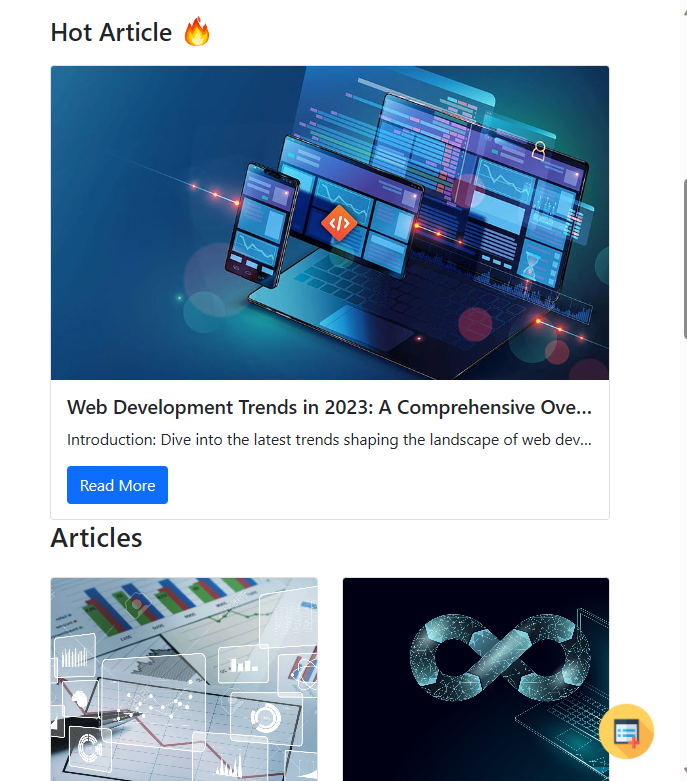 Hot Article 🔥
</>
Web Development Trends in 2023: A Comprehensive Ove...
Introduction: Dive into the latest trends shaping the landscape of web dev...
Read More
Articles